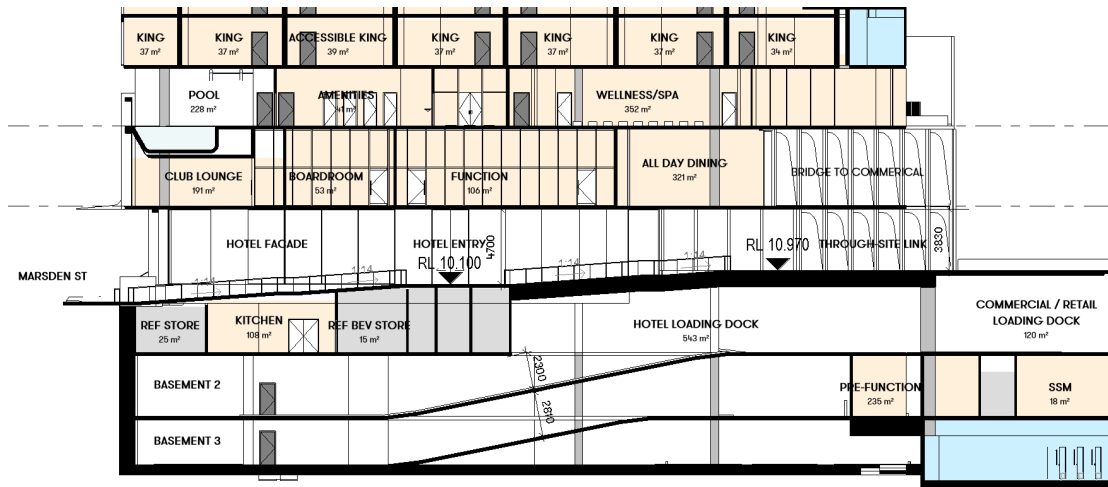 KING
37 m²
KING
37 m²
ACCESSIBLE KING
39 m²
KING
37 m²
KING
37 m²
KING
37 m²
KING
34 m²
POOL
228 m²
AMENITIES
41 m²
WELLNESS/SPA
352 m²
CLUB LOUNGE
191 m²
BOARDROOM
53 m²
FUNCTION
106 m²
ALL DAY DINING
321 m²
BRIDGE TO COMMERICAL
HOTEL FACADE
HOTEL ENTRY
4700
RL 10.100
RL 10.970
THROUGH-SITE LINK
3830
MARSDEN ST
1:14
1:14
1:14
1:14
REF STORE
25 m²
KITCHEN
108 m²
REF BEV STORE
15 m²
HOTEL LOADING DOCK
543 m²
COMMERCIAL / RETAIL
LOADING DOCK
120 m²
BASEMENT 2
2300
2810
PRE-FUNCTION
235 m²
SSM
18 m²
BASEMENT 3